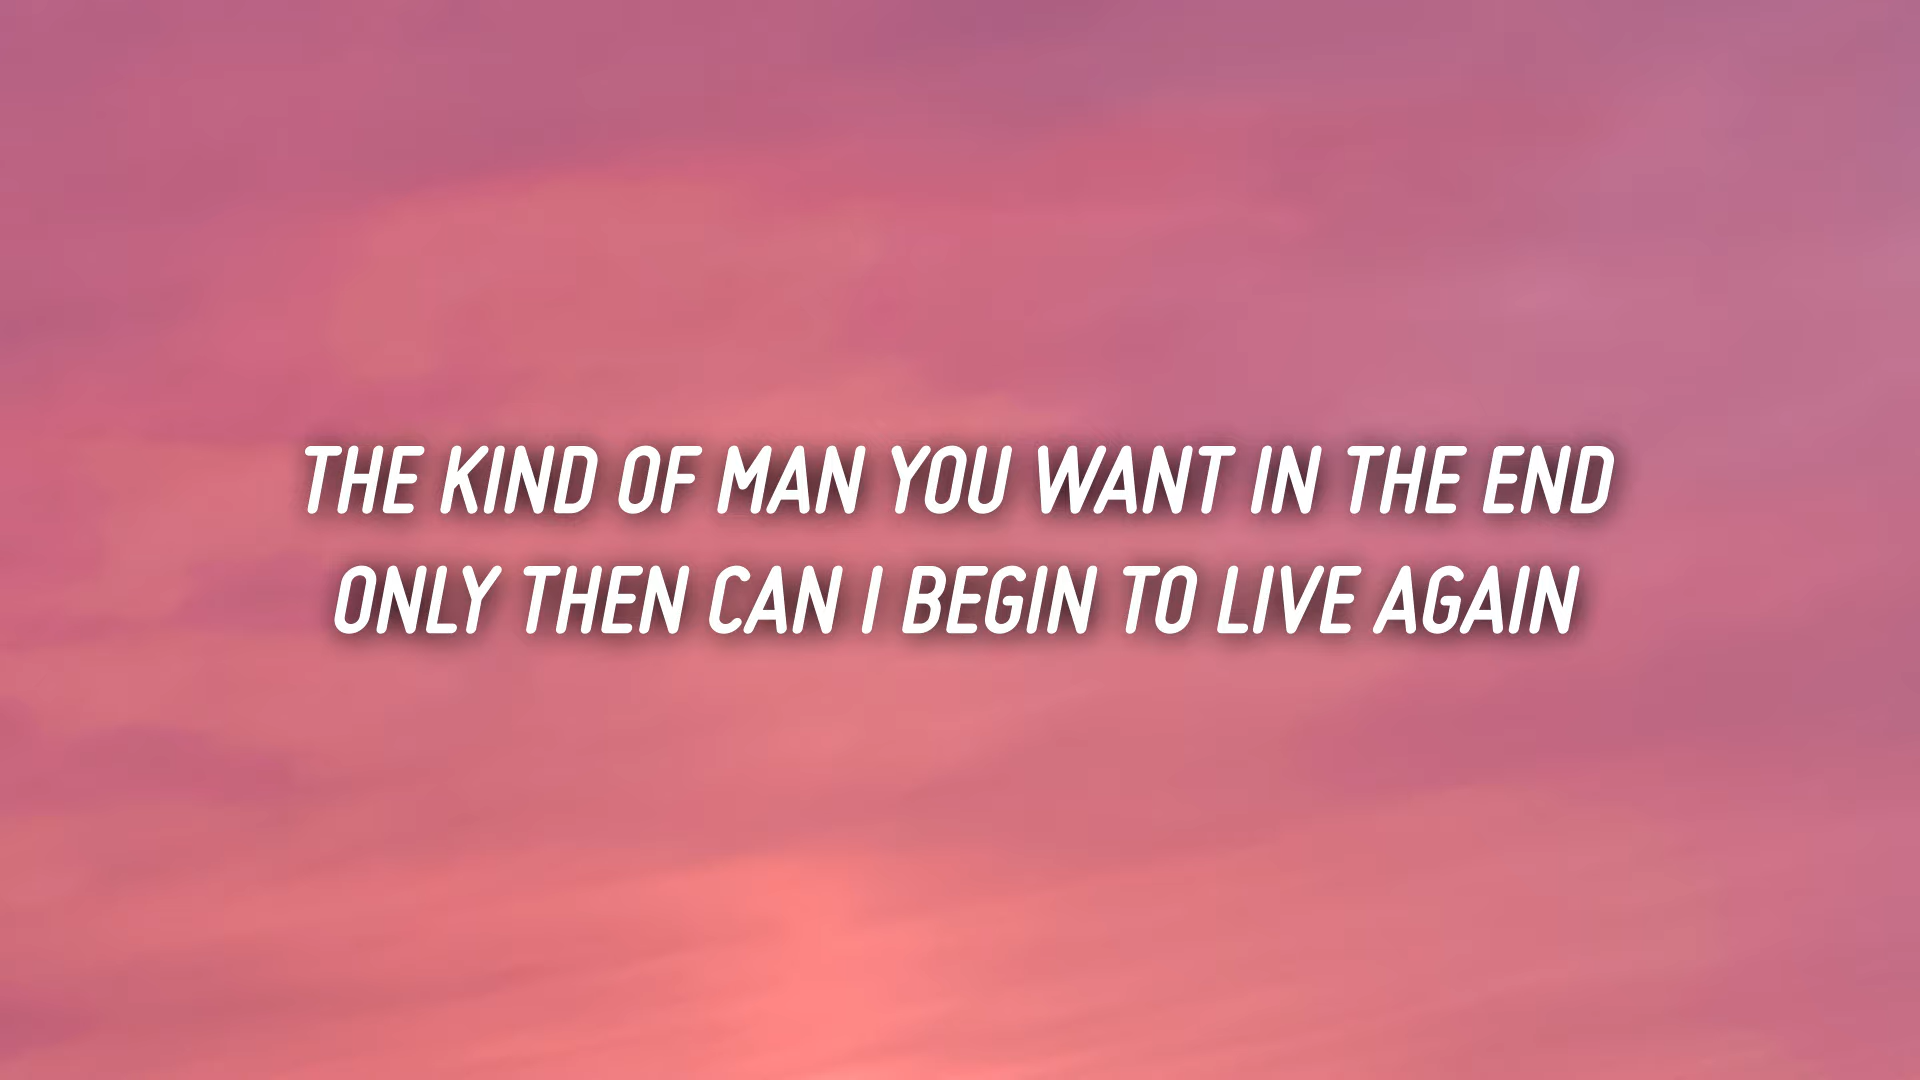 THE KIND OF MAN YOU WANT IN THE END
ONLY THEN CAN I BEGIN TO LIVE AGAIN